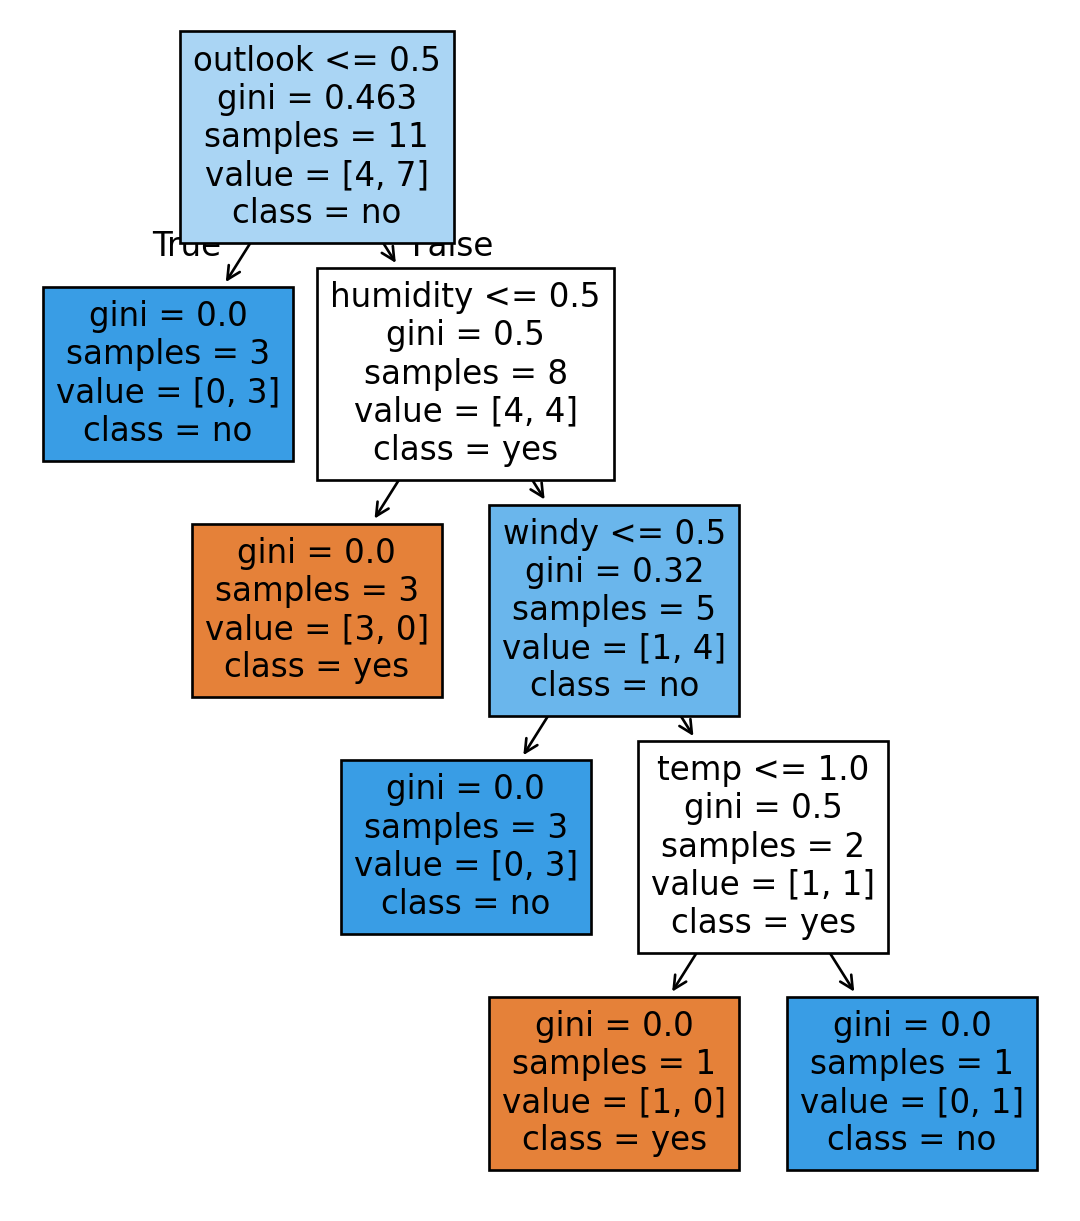 outlook <= 0.5
gini = 0.463
samples = 11
value = [4, 7]
class = no
True
False
gini = 0.0
samples = 3
value = [0, 3]
class = no
humidity <= 0.5
gini = 0.5
samples = 8
value = [4, 4]
class = yes
gini = 0.0
samples = 3
value = [3, 0]
class = yes
windy <= 0.5
gini = 0.32
samples = 5
value = [1, 4]
class = no
gini = 0.0
samples = 3
value = [0, 3]
class = no
temp <= 1.0
gini = 0.5
samples = 2
value = [1, 1]
class = yes
gini = 0.0
samples = 1
value = [1, 0]
class = yes
gini = 0.0
samples = 1
value = [0, 1]
class = no